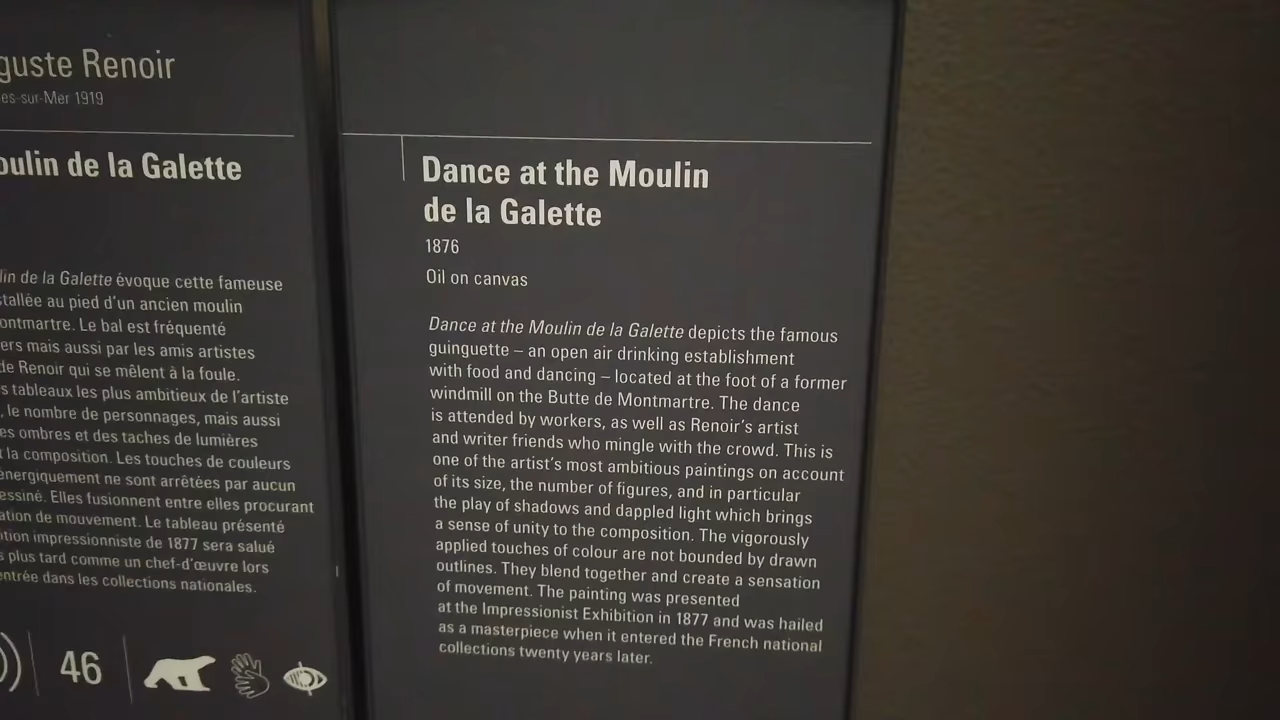 guste Renoir
es-sur-Mer 1919
oulin de la Galette
lin de la Galette évoque cette fameuse
stallée au pied d'un ancien moulin
ontmartre. Le bal est fréquenté
ers mais aussi par les amis artistes
de Renoir qui se mêlent à la foule.
s tableaux les plus ambitieux de l'artiste
, le nombre de personnages, mais aussi
es ombres et des taches de lumières
t la composition. Les touches de couleurs
énergiquement ne sont arrêtées par aucun
essiné. Elles fusionnent entre elles procurant
ation de mouvement. Le tableau présenté
ition impressionniste de 1877 sera salué
s plus tard comme un chef-d'œuvre lors
entrée dans les collections nationales.
46
Dance at the Moulin
de la Galette
1876
Oil on canvas
Dance at the Moulin de la Galette depicts the famous
guinguette – an open air drinking establishment
with food and dancing – located at the foot of a former
windmill on the Butte de Montmartre. The dance
is attended by workers, as well as Renoir's artist
and writer friends who mingle with the crowd. This is
one of the artist's most ambitious paintings on account
of its size, the number of figures, and in particular
the play of shadows and dappled light which brings
a sense of unity to the composition. The vigorously
applied touches of colour are not bounded by drawn
outlines. They blend together and create a sensation
of movement. The painting was presented
at the Impressionist Exhibition in 1877 and was hailed
as a masterpiece when it entered the French national
collections twenty years later.